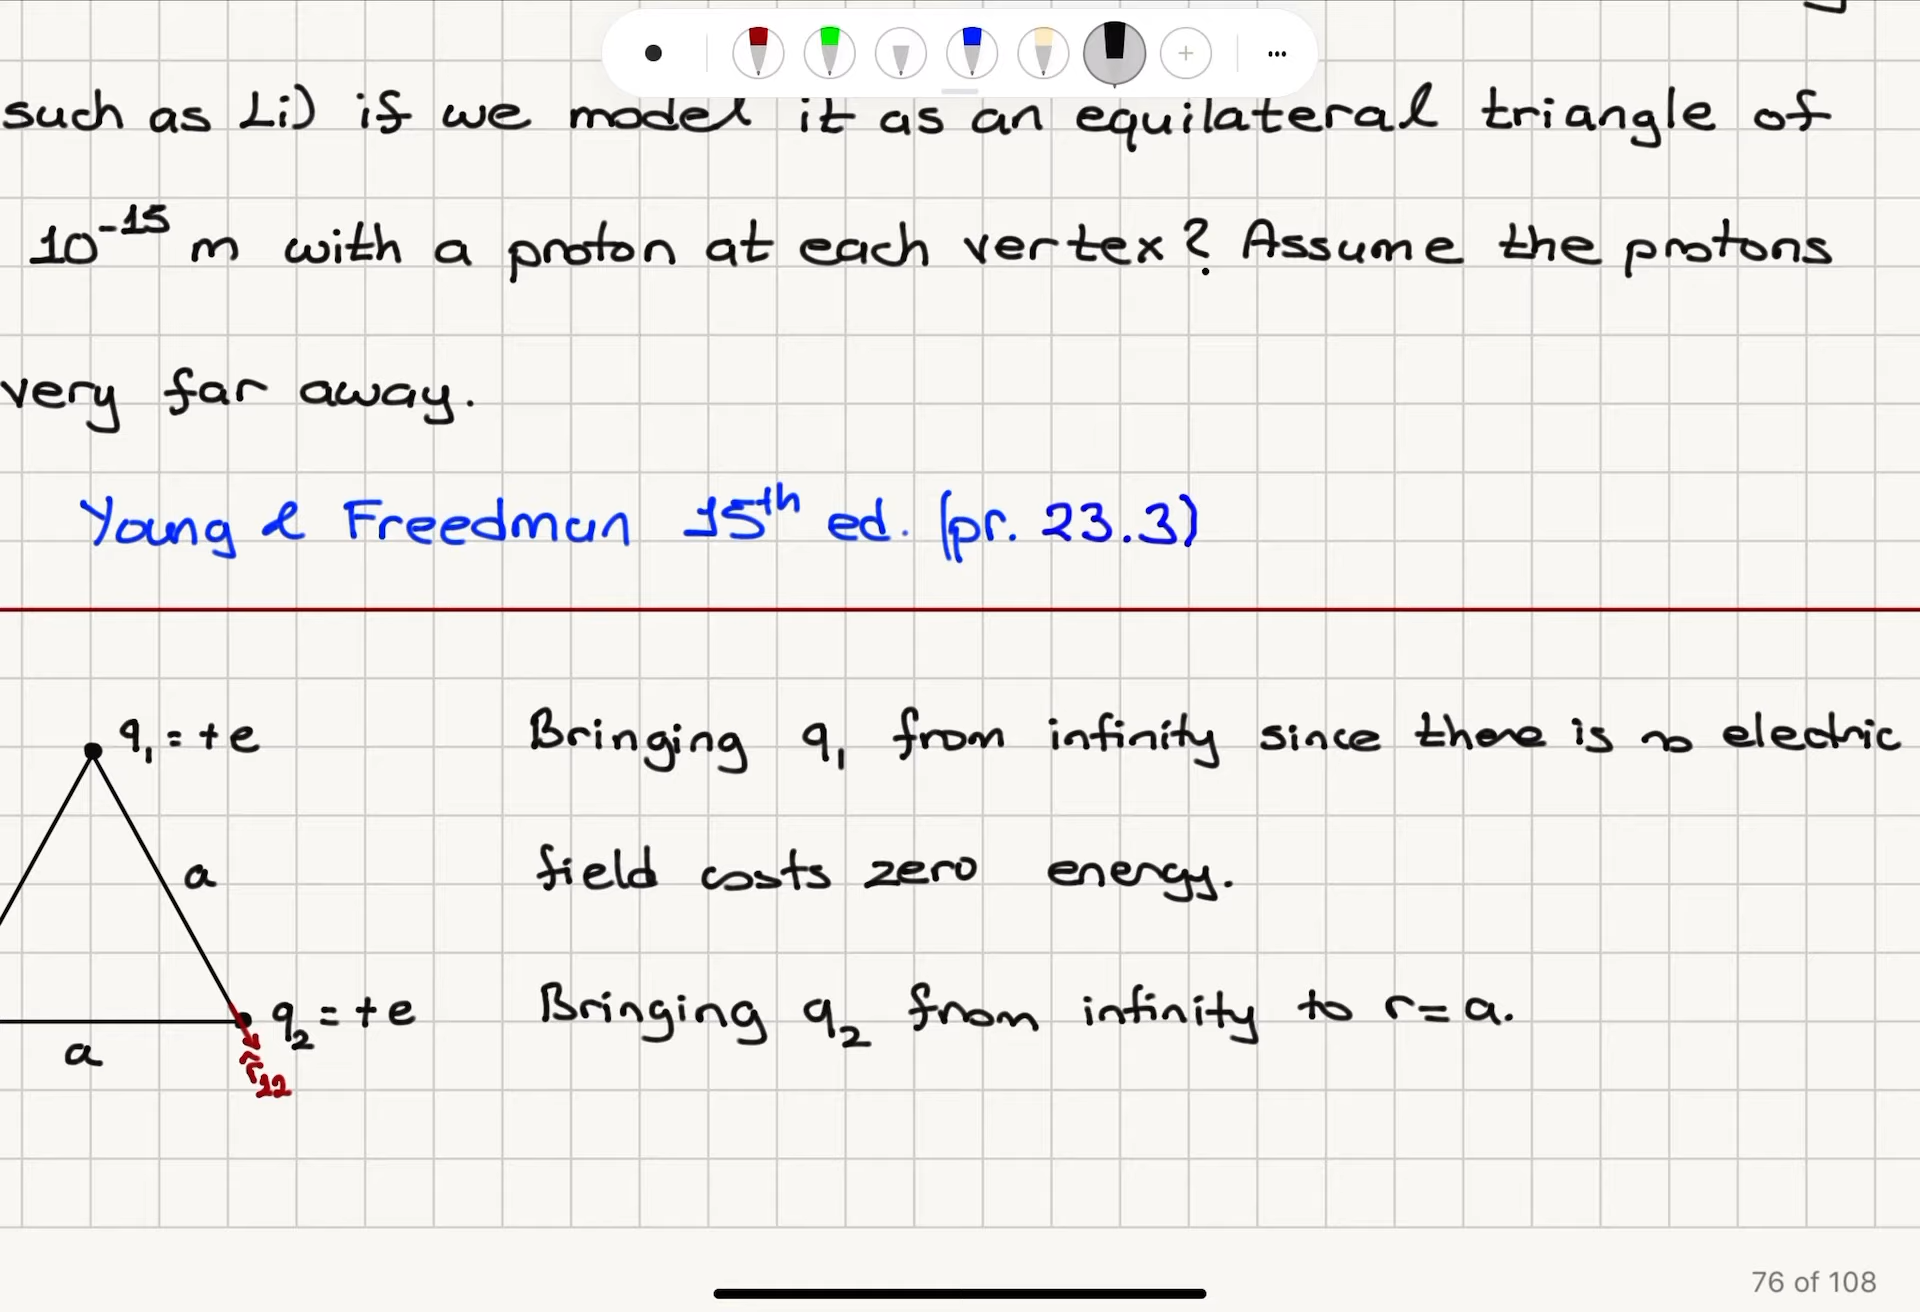 such as Li) if we model it as an equilateral triangle of
10⁻¹⁵ m with a proton at each vertex? Assume the protons
very far away.
Young & Freedman 15th ed. (pr. 23.3)
q₁ = +e
Bringing q₁ from infinity since there is no electric
a
field costs zero energy.
q₂ = +e
Bringing q₂ from infinity to r = a.
a
r̂₁₂
76 of 108